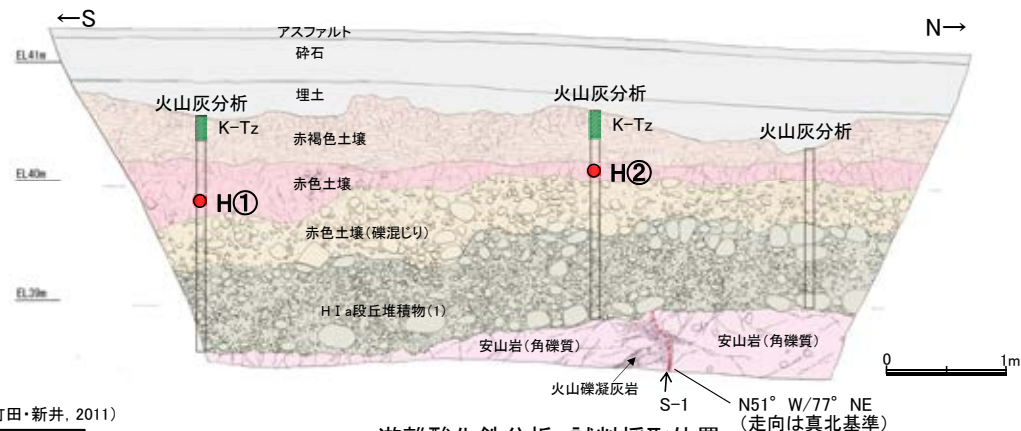 ←S
N→
アスファルト
砕石
EL41m
埋土
火山灰分析
火山灰分析
火山灰分析
K-Tz
K-Tz
赤褐色土壌
EL40m
赤色土壌
H①
H②
赤色土壌(礫混じり)
EL39m
HⅠa段丘堆積物(1)
安山岩(角礫質)
安山岩(角礫質)
火山礫凝灰岩
0
1m
S-1
N51° W/77° NE
(走向は真北基準)
町田・新井, 2011)